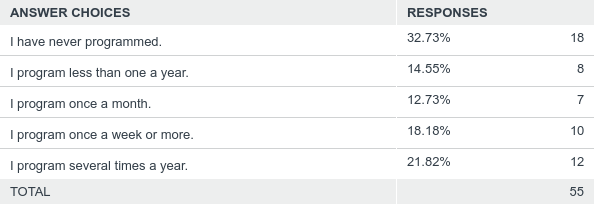 ANSWER CHOICES RESPONSES
I have never programmed. 32.73% 18
I program less than one a year. 14.55% 8
I program once a month. 12.73% 7
I program once a week or more. 18.18% 10
I program several times a year. 21.82% 12
TOTAL 55